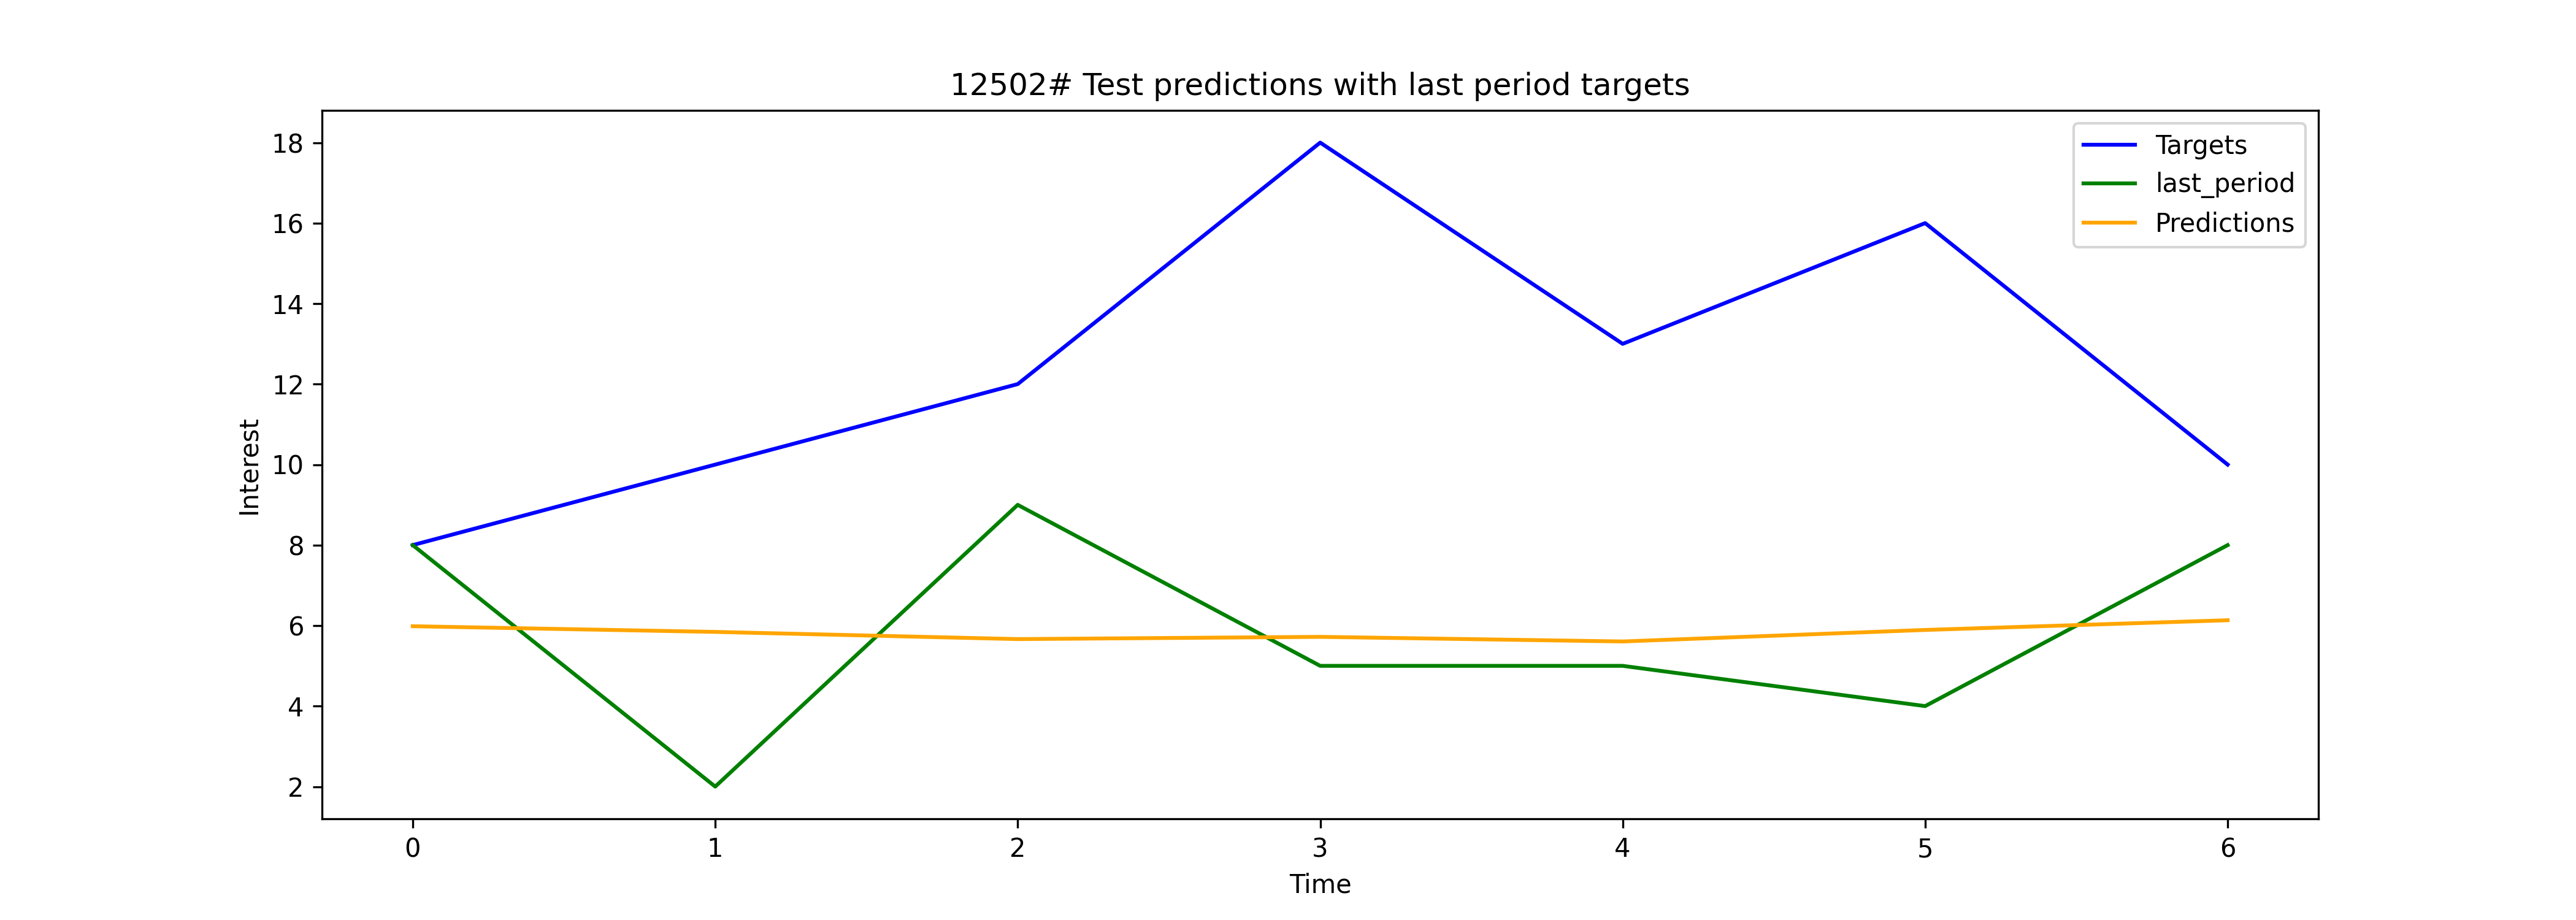 12502# Test predictions with last period targets
Targets
last_period
Predictions
Interest
18
16
14
12
10
8
6
4
2
0 1 2 3 4 5 6
Time